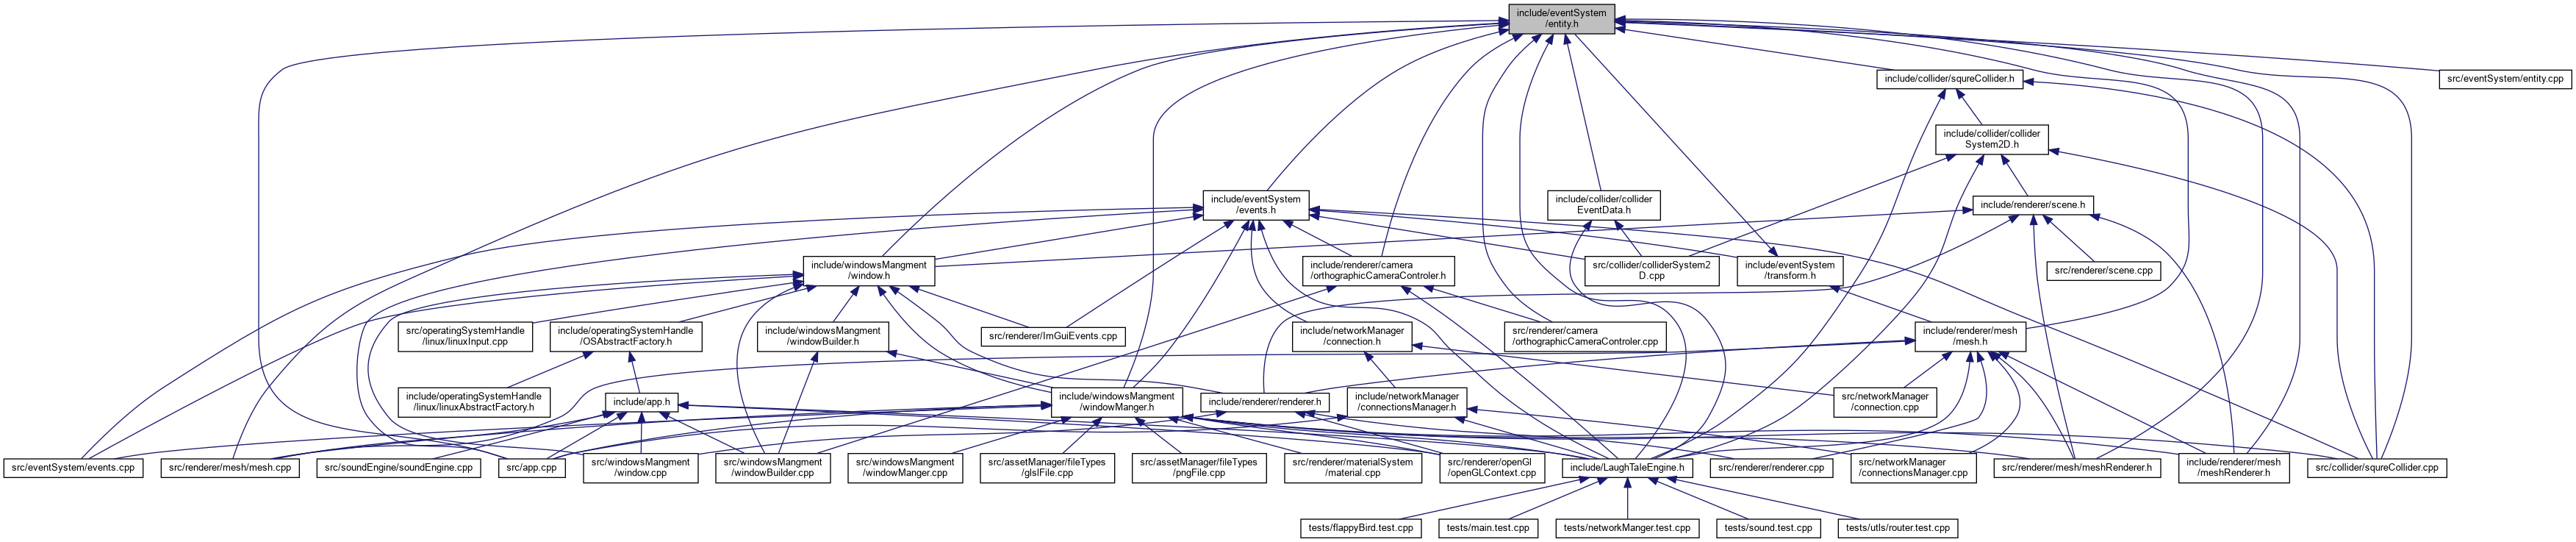 include/eventSystem
/entity.h
include/collider/squreCollider.h
src/eventSystem/entity.cpp
include/collider/collider
System2D.h
include/eventSystem
/events.h
include/collider/collider
EventData.h
include/renderer/scene.h
include/windowsMangment
/window.h
include/renderer/camera
/orthographicCameraControler.h
src/collider/colliderSystem2
D.cpp
include/eventSystem
/transform.h
src/renderer/scene.cpp
src/operatingSystemHandle
/linux/linuxInput.cpp
include/operatingSystemHandle
/OSAbstractFactory.h
include/windowsMangment
/windowBuilder.h
src/renderer/ImGuiEvents.cpp
include/networkManager
/connection.h
src/renderer/camera
/orthographicCameraControler.cpp
include/renderer/mesh
/mesh.h
include/operatingSystemHandle
/linux/linuxAbstractFactory.h
include/app.h
include/windowsMangment
/windowManger.h
include/renderer/renderer.h
include/networkManager
/connectionsManager.h
src/networkManager
/connection.cpp
src/eventSystem/events.cpp
src/renderer/mesh/mesh.cpp
src/soundEngine/soundEngine.cpp
src/app.cpp
src/windowsMangment
/window.cpp
src/windowsMangment
/windowBuilder.cpp
src/windowsMangment
/windowManger.cpp
src/assetManager/fileTypes
/glslFile.cpp
src/assetManager/fileTypes
/pngFile.cpp
src/renderer/materialSystem
/material.cpp
src/renderer/openGl
/openGLContext.cpp
include/LaughTaleEngine.h
src/renderer/renderer.cpp
src/networkManager
/connectionsManager.cpp
src/renderer/mesh/meshRenderer.h
include/renderer/mesh
/meshRenderer.h
src/collider/squreCollider.cpp
tests/flappyBird.test.cpp
tests/main.test.cpp
tests/networkManger.test.cpp
tests/sound.test.cpp
tests/utls/router.test.cpp